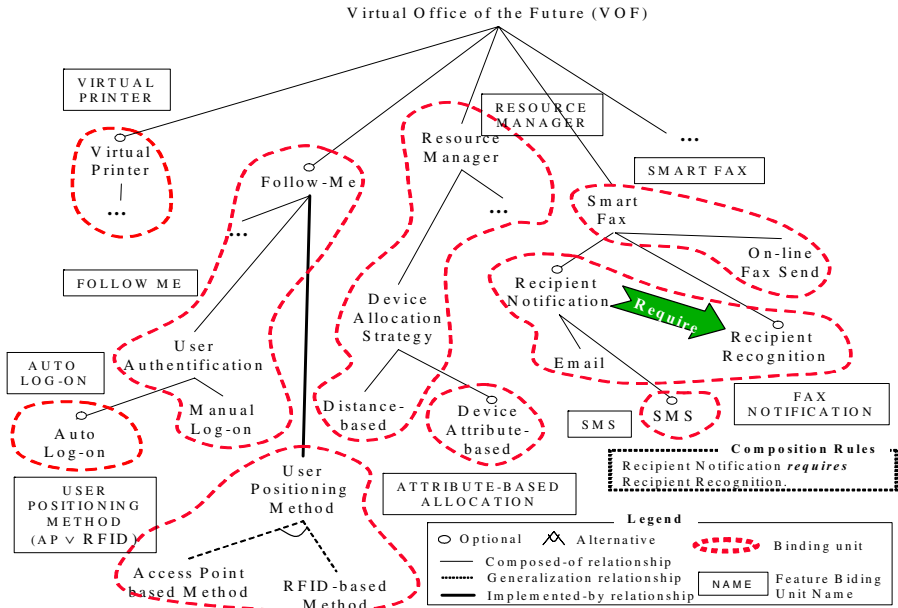 Virtual Office of the Future (VOF)
VIRTUAL
PRINTER
RESOURCE
MANAGER
...
Virtual
Printer
...
Resource
Manager
SMART FAX
Follow-Me
...
...
Smart
Fax
On-line
Fax Send
FOLLOW ME
Recipient
Notification
Require
Device
Allocation
Strategy
Recipient
Recognition
User
Authentification
Email
AUTO
LOG-ON
Manual
Log-on
Distance-
based
Device
Attribute-
based
SMS
SMS
FAX
NOTIFICATION
Auto
Log-on
Composition Rules
Recipient Notification requires
Recipient Recognition.
User
Positioning
Method
ATTRIBUTE-BASED
ALLOCATION
USER
POSITIONING
METHOD
(AP ∨ RFID)
Access Point
based Method
RFID-based
Method
Legend
Optional
Alternative
Binding unit
Composed-of relationship
Generalization relationship
Implemented-by relationship
NAME
Feature Biding
Unit Name